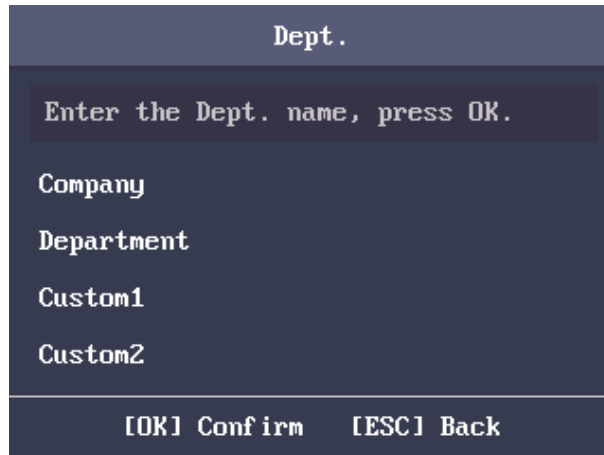 Dept.
Enter the Dept. name, press OK.
Company
Department
Custom1
Custom2
[OK] Confirm [ESC] Back